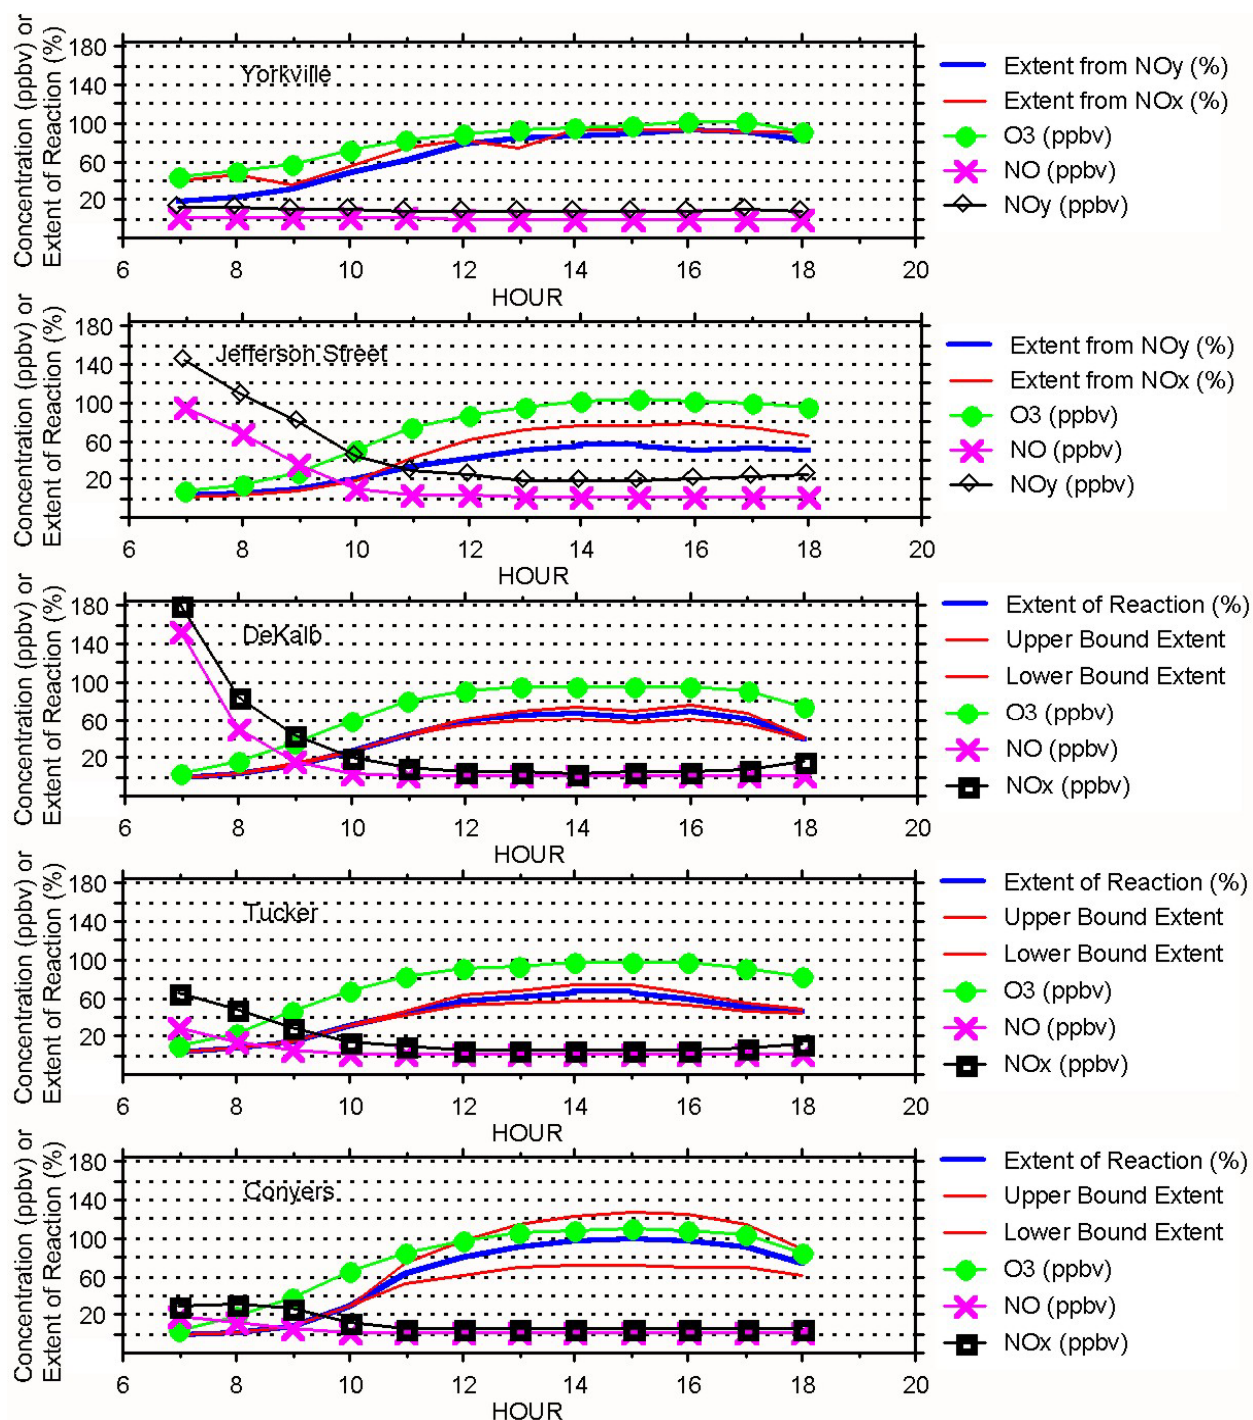 Concentration (ppbv) or
Extent of Reaction (%)
180
140
100
60
20
Yorkville
6 8 10 12 14 16 18 20
HOUR
Extent from NOy (%)
Extent from NOx (%)
O3 (ppbv)
NO (ppbv)
NOy (ppbv)
Concentration (ppbv) or
Extent of Reaction (%)
180
140
100
60
20
Jefferson Street
6 8 10 12 14 16 18 20
HOUR
Extent from NOy (%)
Extent from NOx (%)
O3 (ppbv)
NO (ppbv)
NOy (ppbv)
Concentration (ppbv) or
Extent of Reaction (%)
180
140
100
60
20
DeKalb
6 8 10 12 14 16 18 20
HOUR
Extent of Reaction (%)
Upper Bound Extent
Lower Bound Extent
O3 (ppbv)
NO (ppbv)
NOx (ppbv)
Concentration (ppbv) or
Extent of Reaction (%)
180
140
100
60
20
Tucker
6 8 10 12 14 16 18 20
HOUR
Extent of Reaction (%)
Upper Bound Extent
Lower Bound Extent
O3 (ppbv)
NO (ppbv)
NOx (ppbv)
Concentration (ppbv) or
Extent of Reaction (%)
180
140
100
60
20
Conyers
6 8 10 12 14 16 18 20
HOUR
Extent of Reaction (%)
Upper Bound Extent
Lower Bound Extent
O3 (ppbv)
NO (ppbv)
NOx (ppbv)